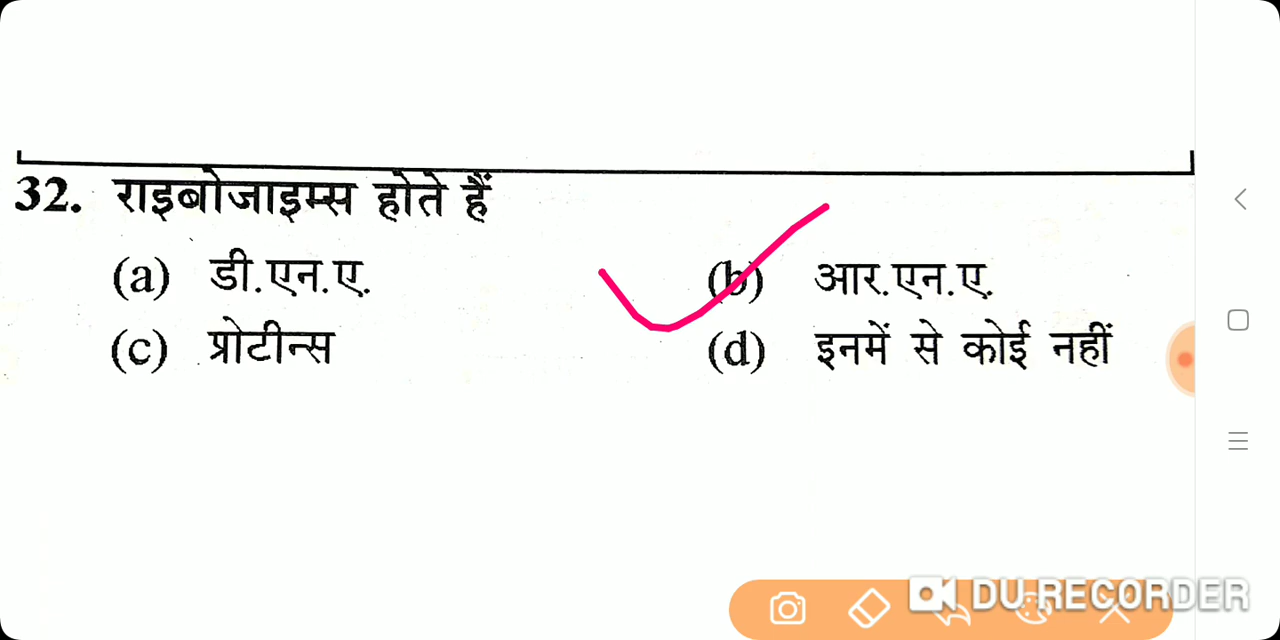 32. राइबोजाइम्स होते हैं
(a) डी.एन.ए. (b) आर.एन.ए.
(c) प्रोटीन्स (d) इनमें से कोई नहीं
DU RECORDER